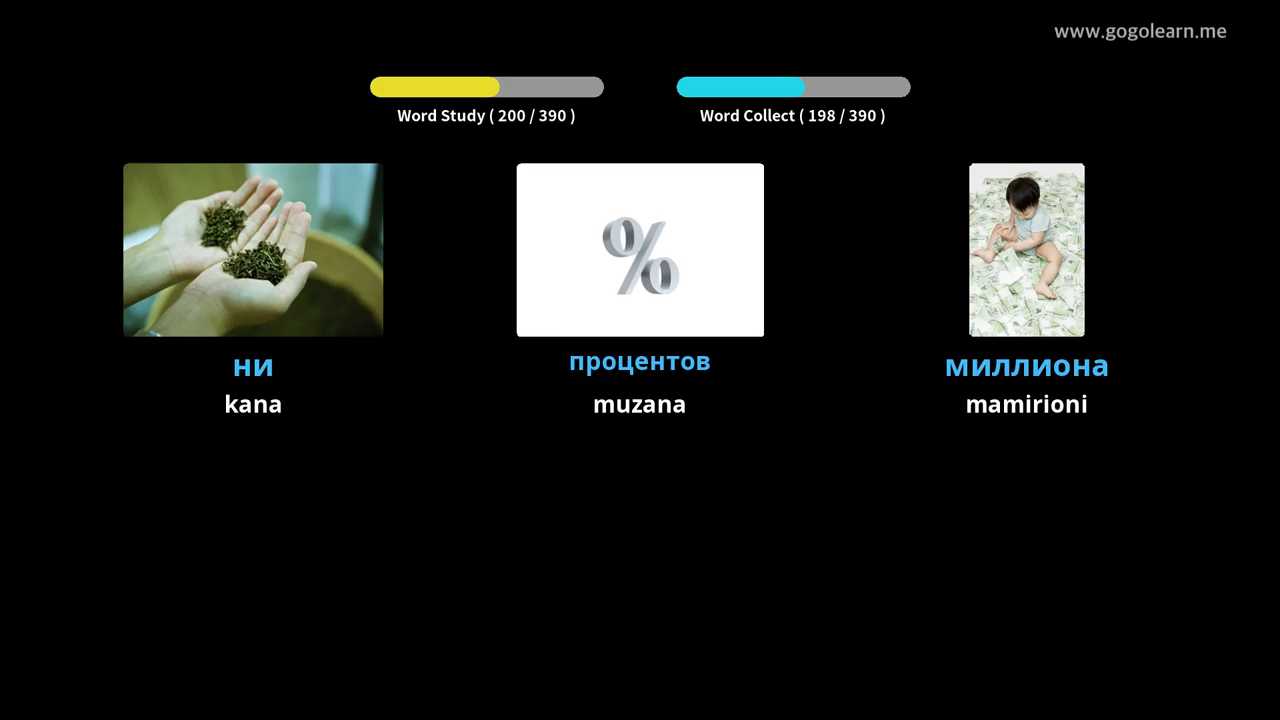 www.gogolearn.me
Word Study ( 200 / 390 )
Word Collect ( 198 / 390 )
%
ни
kana
процентов
muzana
миллиона
mamirioni